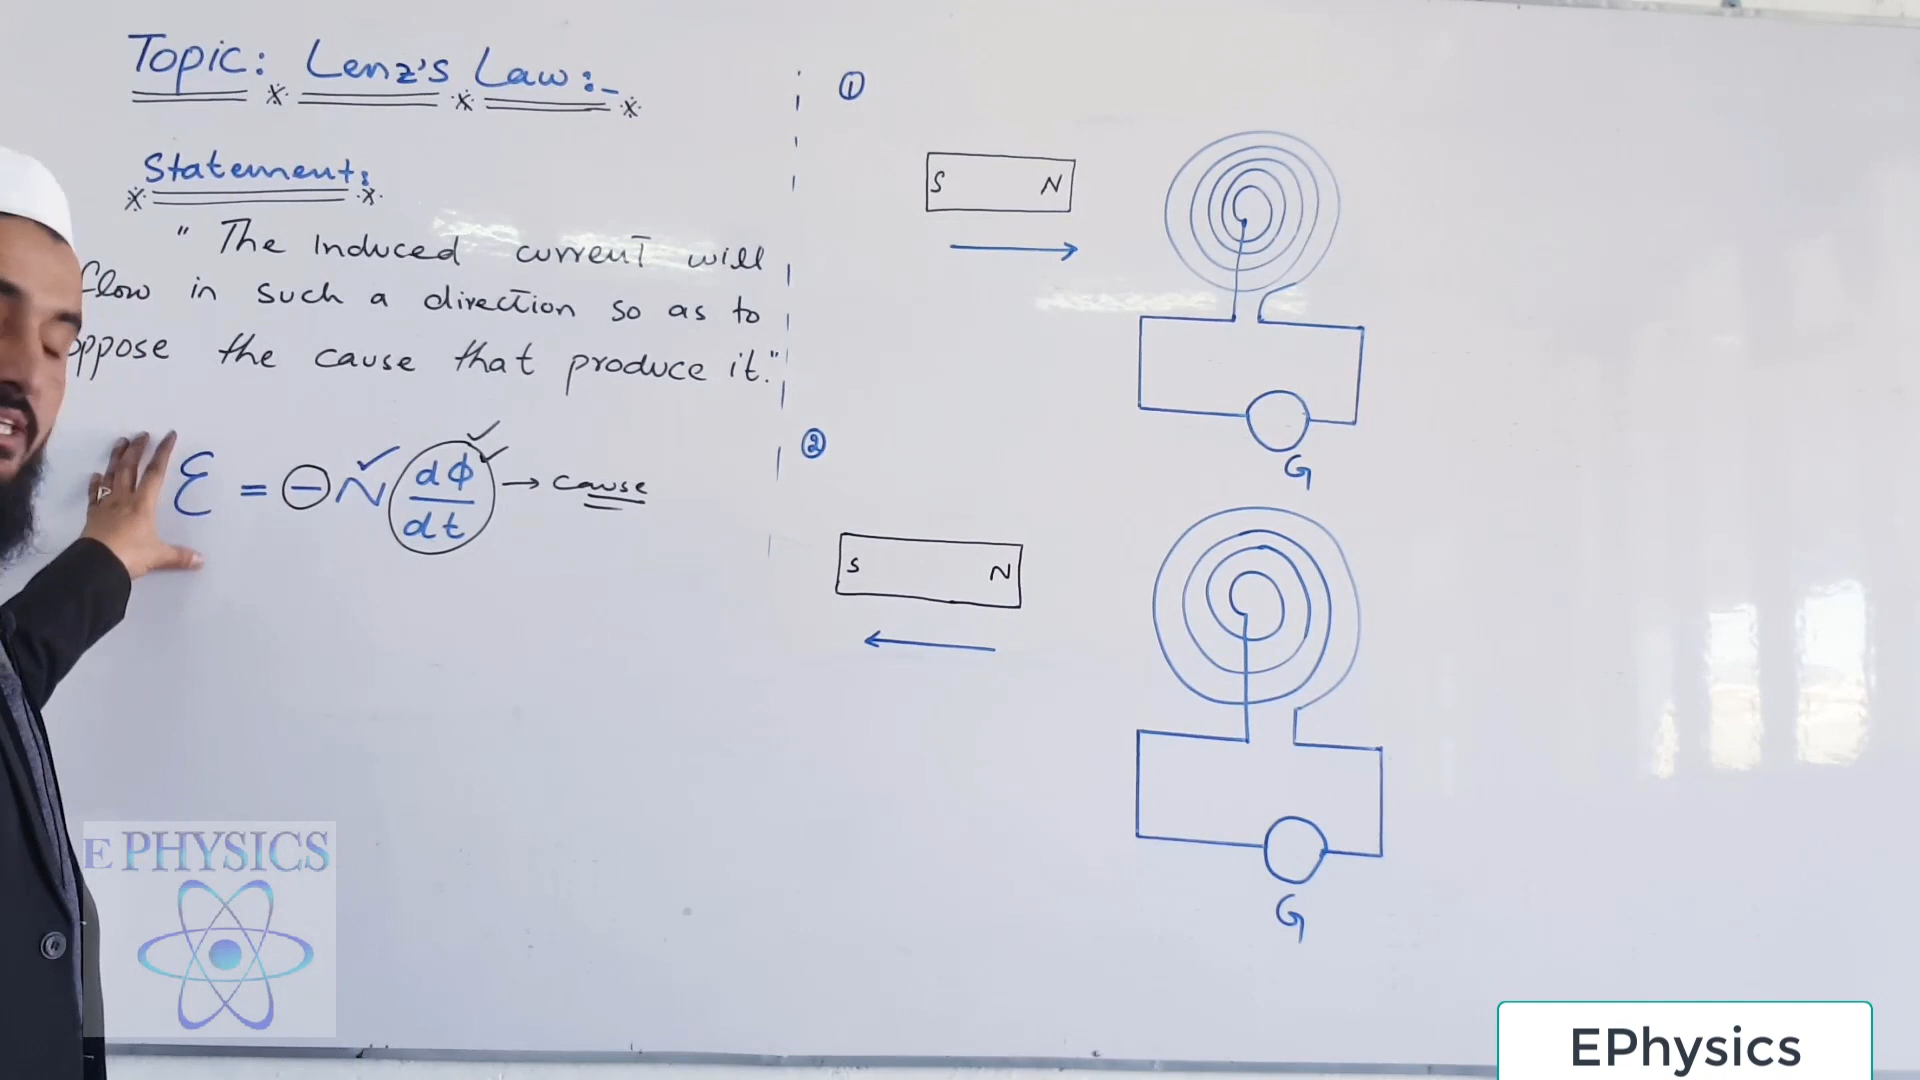 Topic: Lenz's Law:-
Statement:
" The Induced current will
flow in such a direction so as to
oppose the cause that produce it."
Ɛ = - N dΦ/dt → cause
①
S N
G
②
S N
G
E PHYSICS
EPhysics